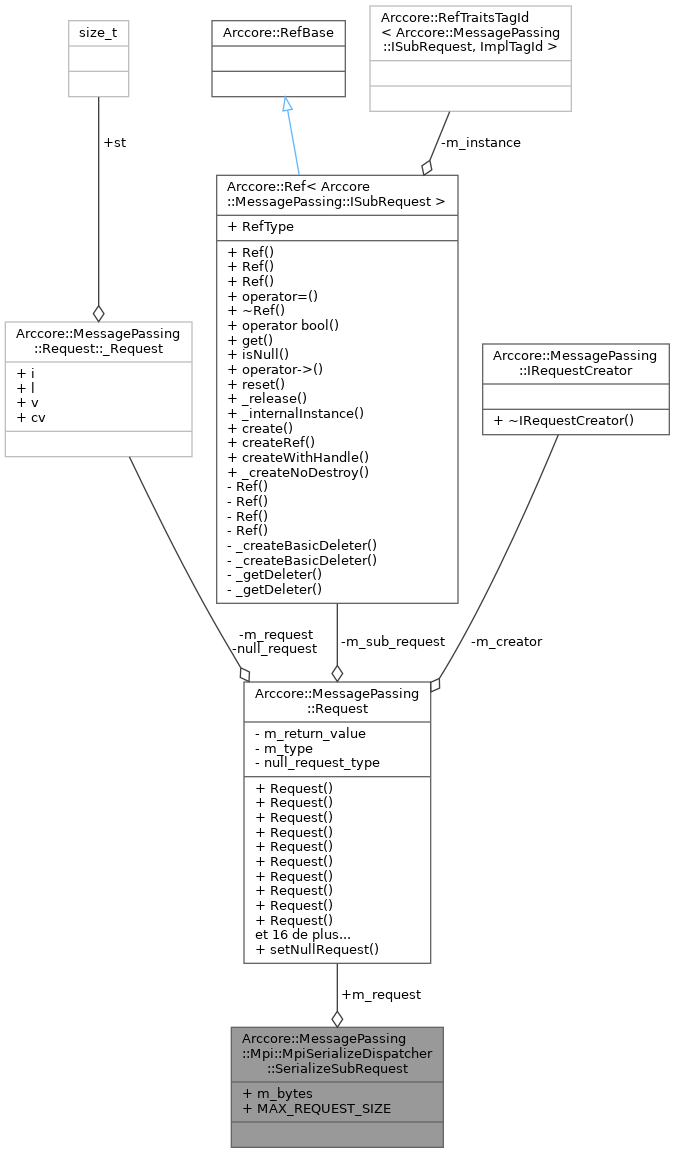 size_t
Arccore::RefBase
Arccore::RefTraitsTagId
< Arccore::MessagePassing
::ISubRequest, ImplTagId >
+st
-m_instance
Arccore::Ref< Arccore
::MessagePassing::ISubRequest >
+ RefType
+ Ref()
+ Ref()
+ Ref()
+ operator=()
+ ~Ref()
+ operator bool()
+ get()
+ isNull()
+ operator->()
+ reset()
+ _release()
+ _internalInstance()
+ create()
+ createRef()
+ createWithHandle()
+ _createNoDestroy()
- Ref()
- Ref()
- Ref()
- Ref()
- _createBasicDeleter()
- _createBasicDeleter()
- _getDeleter()
- _getDeleter()
Arccore::MessagePassing
::Request::_Request
+ i
+ l
+ v
+ cv
Arccore::MessagePassing
::IRequestCreator
+ ~IRequestCreator()
-m_request
-null_request
-m_sub_request
-m_creator
Arccore::MessagePassing
::Request
- m_return_value
- m_type
- null_request_type
+ Request()
+ Request()
+ Request()
+ Request()
+ Request()
+ Request()
+ Request()
+ Request()
+ Request()
+ Request()
et 16 de plus...
+ setNullRequest()
+m_request
Arccore::MessagePassing
::Mpi::MpiSerializeDispatcher
::SerializeSubRequest
+ m_bytes
+ MAX_REQUEST_SIZE